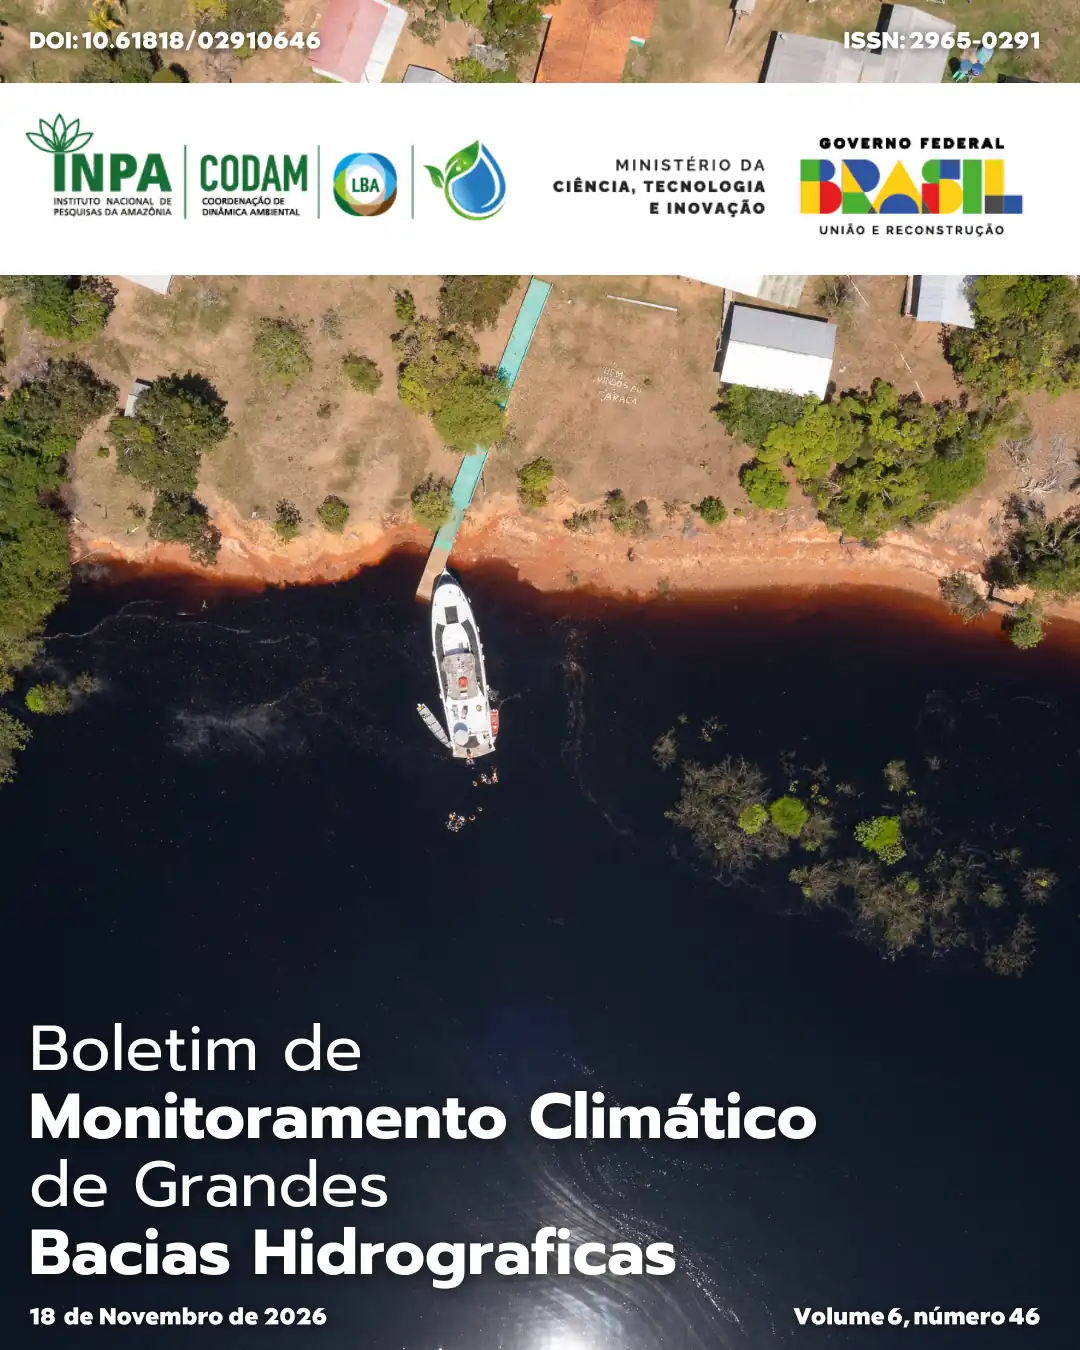 DOI: 10.61818/02910646
ISSN: 2965-0291
INPA
INSTITUTO NACIONAL DE
PESQUISAS DA AMAZÔNIA
CODAM
COORDENAÇÃO DE
DINÂMICA AMBIENTAL
LBA
MINISTÉRIO DA
CIÊNCIA, TECNOLOGIA
E INOVAÇÃO
GOVERNO FEDERAL
BRASIL
UNIÃO E RECONSTRUÇÃO
Boletim de
Monitoramento Climático
de Grandes
Bacias Hidrograficas
18 de Novembro de 2026
Volume 6, número 46